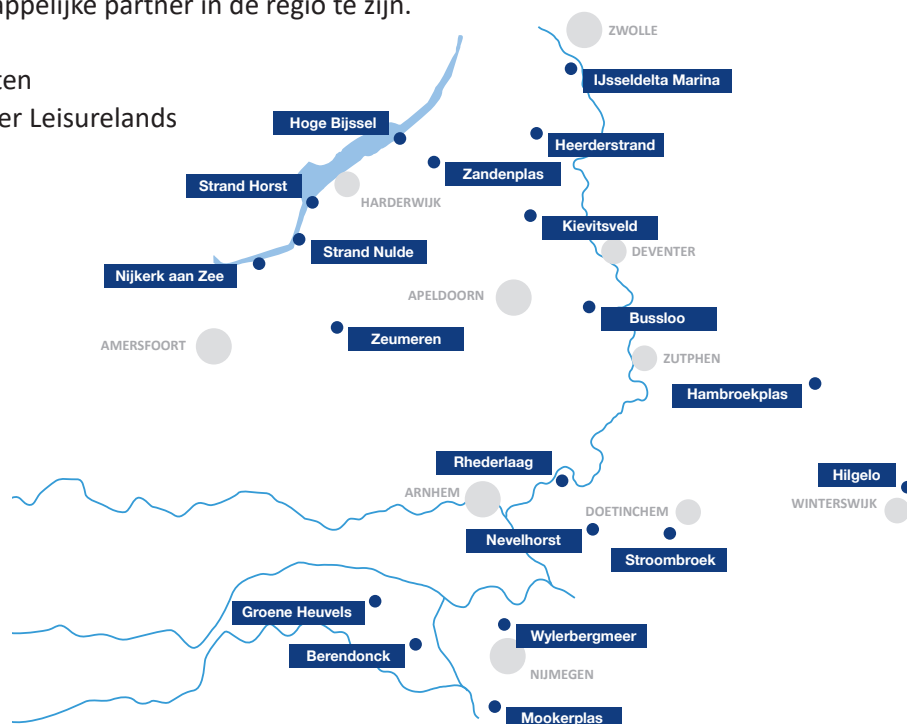 appelijke partner in de regio te zijn.
ten
er Leisurelands
ZWOLLE
IJsseldelta Marina
Hoge Bijssel
Heerderstrand
Zandenplas
Strand Horst
HARDERWIJK
Kievitsveld
Strand Nulde
DEVENTER
Nijkerk aan Zee
APELDOORN
Bussloo
Zeumeren
AMERSFOORT
ZUTPHEN
Hambroekplas
Rhederlaag
Hilgelo
ARNHEM
WINTERSWIJK
DOETINCHEM
Nevelhorst
Stroombroek
Groene Heuvels
Wylerbergmeer
Berendonck
NIJMEGEN
Mookerplas